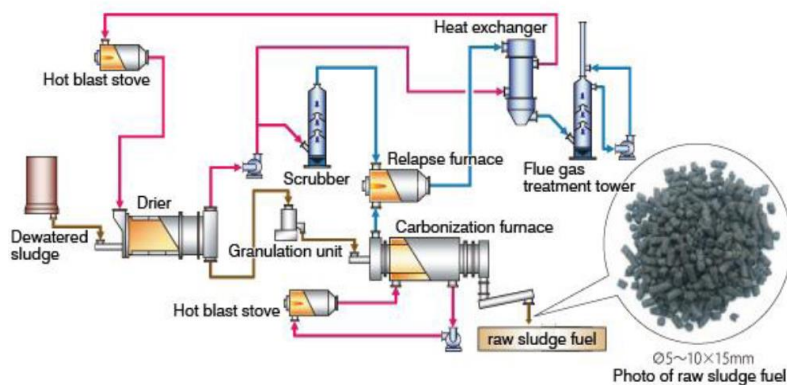 Heat exchanger
Hot blast stove
Relapse furnace
Scrubber
Flue gas
treatment tower
Drier
Dewatered
sludge
Granulation unit
Carbonization furnace
Hot blast stove
raw sludge fuel
Ø5~10×15mm
Photo of raw sludge fuel